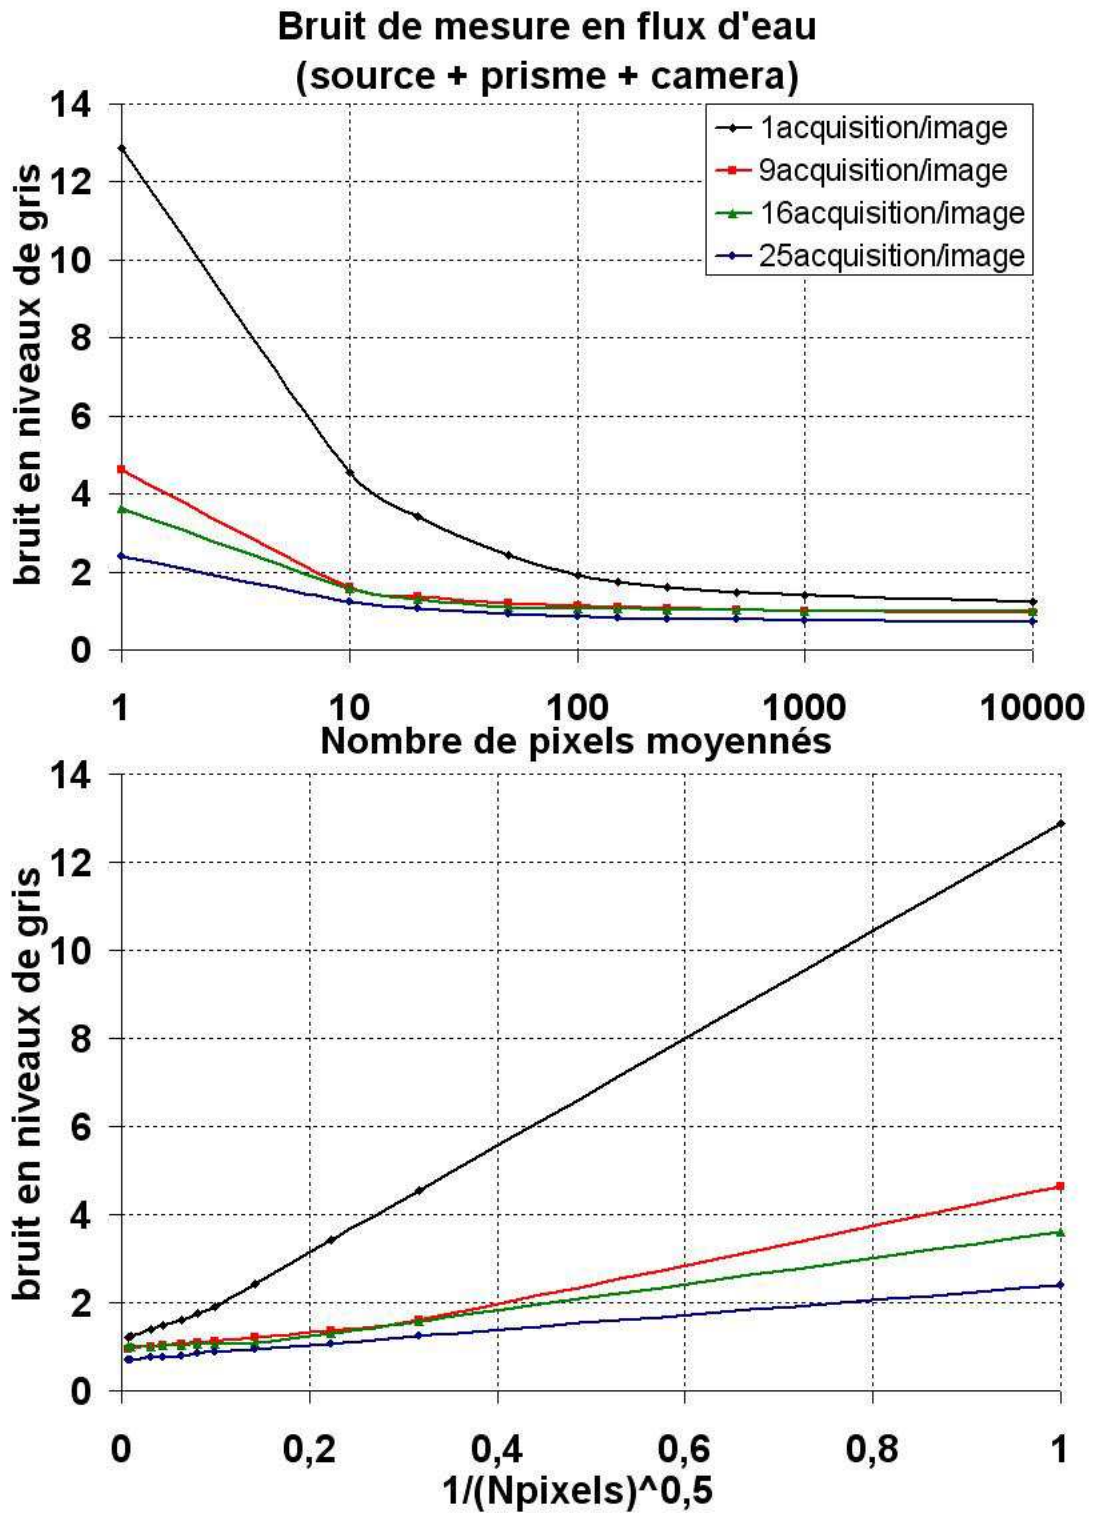 Bruit de mesure en flux d'eau
(source + prisme + camera)
14
12
10
8
6
4
2
0
bruit en niveaux de gris
1acquisition/image
9acquisition/image
16acquisition/image
25acquisition/image
1 10 100 1000 10000
Nombre de pixels moyennés
14
12
10
8
6
4
2
0
bruit en niveaux de gris
0 0,2 0,4 0,6 0,8 1
1/(Npixels)^0,5